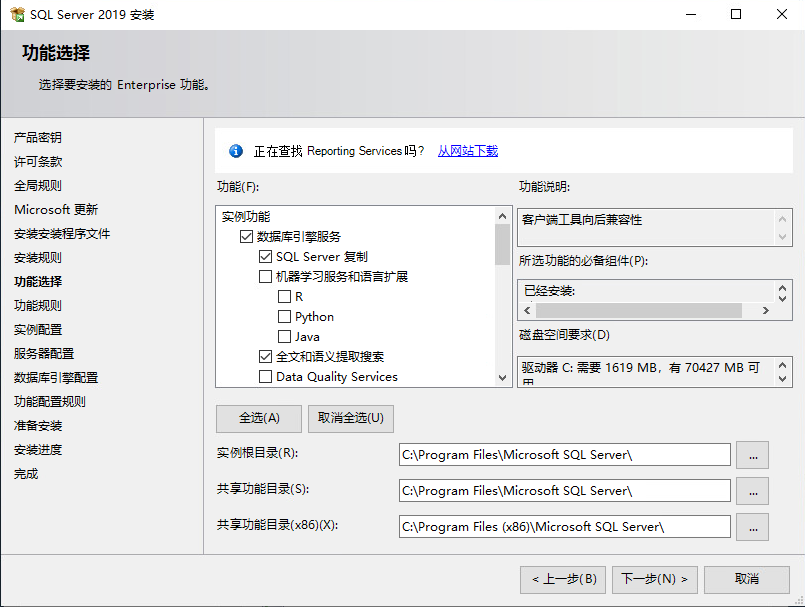 SQL Server 2019 安装
功能选择
选择要安装的 Enterprise 功能。
产品密钥
许可条款
全局规则
Microsoft 更新
安装安装程序文件
安装规则
功能选择
功能规则
实例配置
服务器配置
数据库引擎配置
功能配置规则
准备安装
安装进度
完成
正在查找 Reporting Services 吗? 从网站下载
功能(F):
实例功能
数据库引擎服务
SQL Server 复制
机器学习服务和语言扩展
R
Python
Java
全文和语义提取搜索
Data Quality Services
功能说明:
客户端工具向后兼容性
所选功能的必备组件(P):
已经安装:
磁盘空间要求(D)
驱动器 C: 需要 1619 MB，有 70427 MB 可
用
全选(A) 取消全选(U)
实例根目录(R): C:\Program Files\Microsoft SQL Server\ ...
共享功能目录(S): C:\Program Files\Microsoft SQL Server\ ...
共享功能目录(x86)(X): C:\Program Files (x86)\Microsoft SQL Server\ ...
< 上一步(B) 下一步(N) > 取消